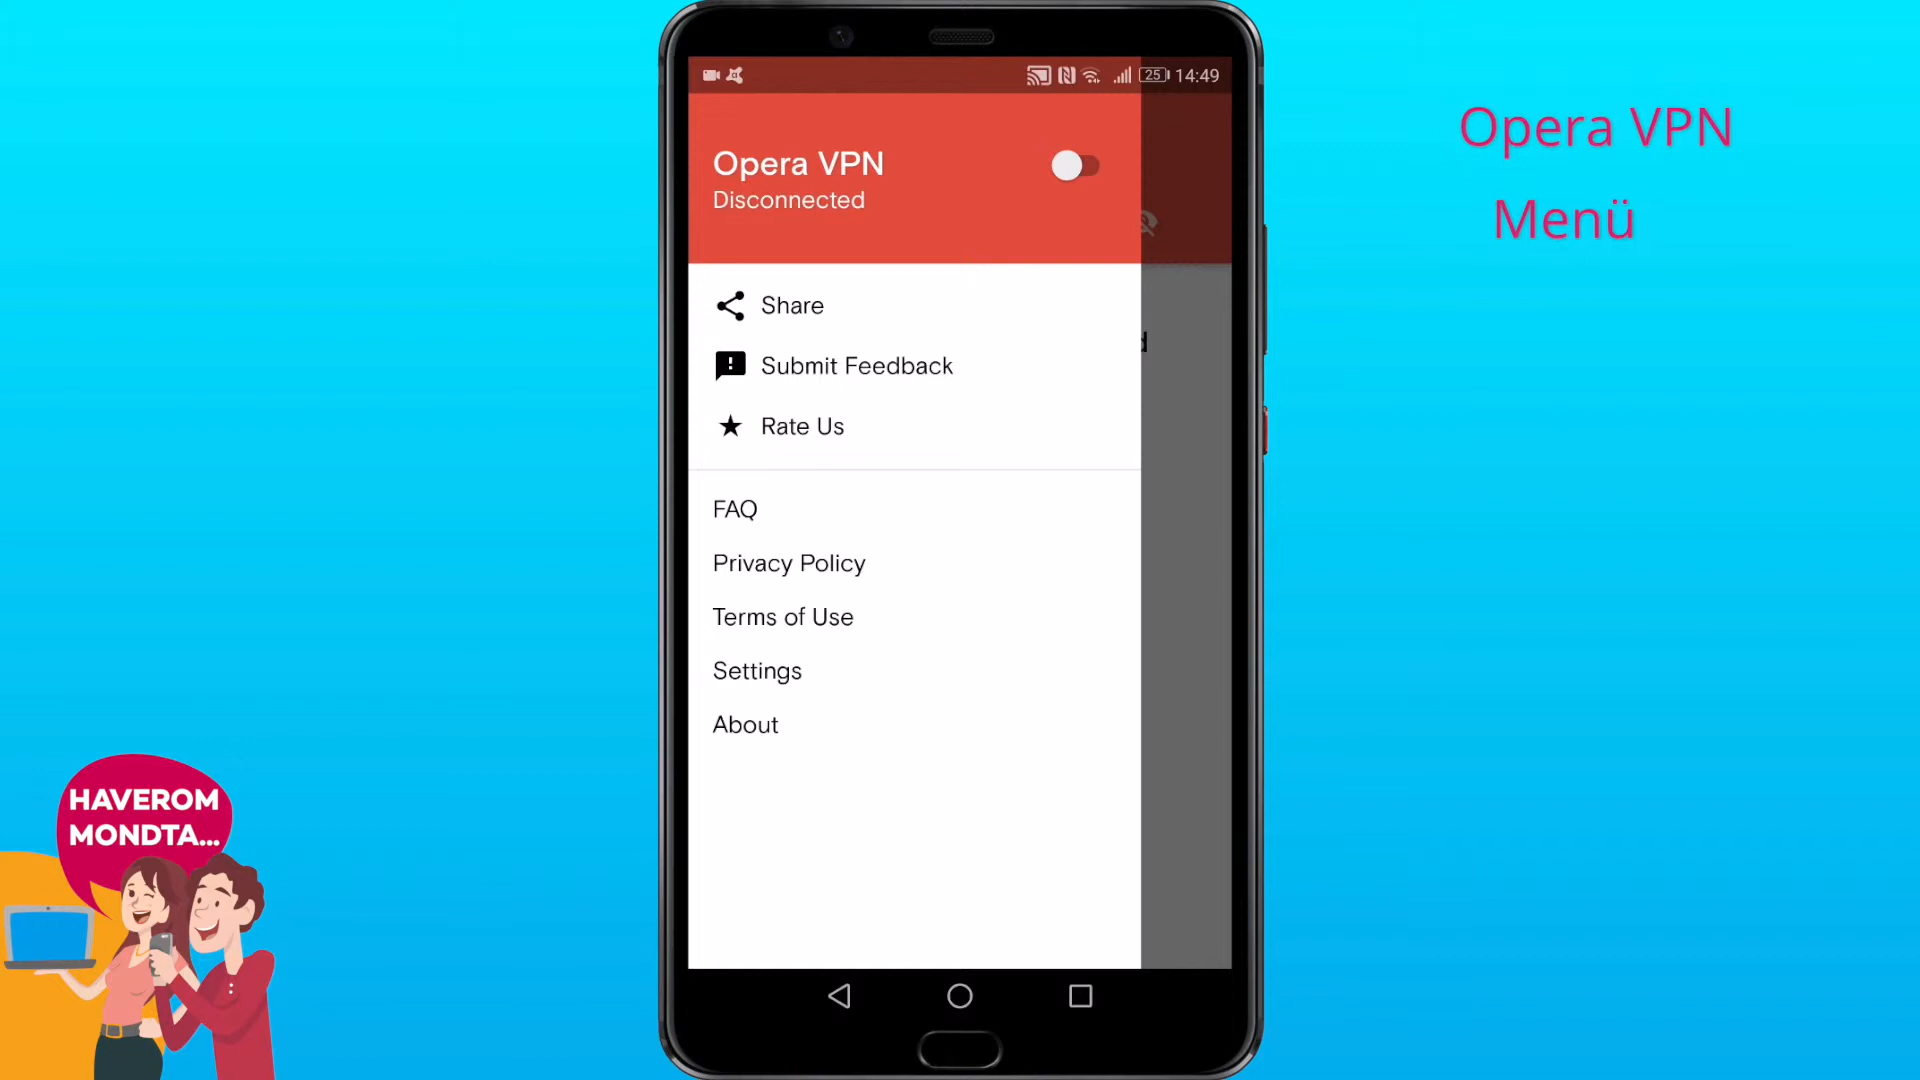 25 14:49
Opera VPN
Disconnected
Share
Submit Feedback
Rate Us
FAQ
Privacy Policy
Terms of Use
Settings
About
Opera VPN
Menü
HAVEROM
MONDTA...